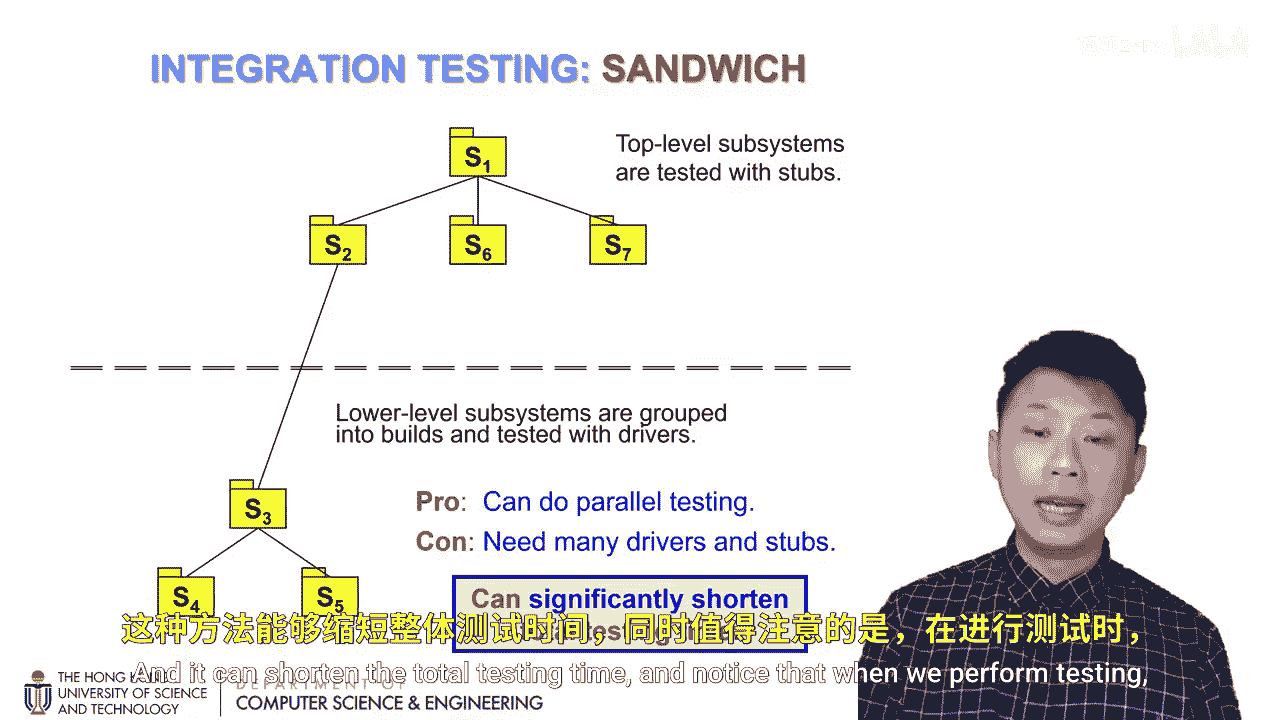 INTEGRATION TESTING: SANDWICH
S1
Top-level subsystems
are tested with stubs.
S2
S6
S7
Lower-level subsystems are grouped
into builds and tested with drivers.
S3
Pro: Can do parallel testing.
Con: Need many drivers and stubs.
S4
S5
Can significantly shorten
testing
这种方法能够缩短整体测试时间，同时值得注意的是，在进行测试时，
And it can shorten the total testing time, and notice that when we perform testing,
THE HONG KONG
UNIVERSITY OF SCIENCE
AND TECHNOLOGY
DEPARTMENT OF
COMPUTER SCIENCE & ENGINEERING